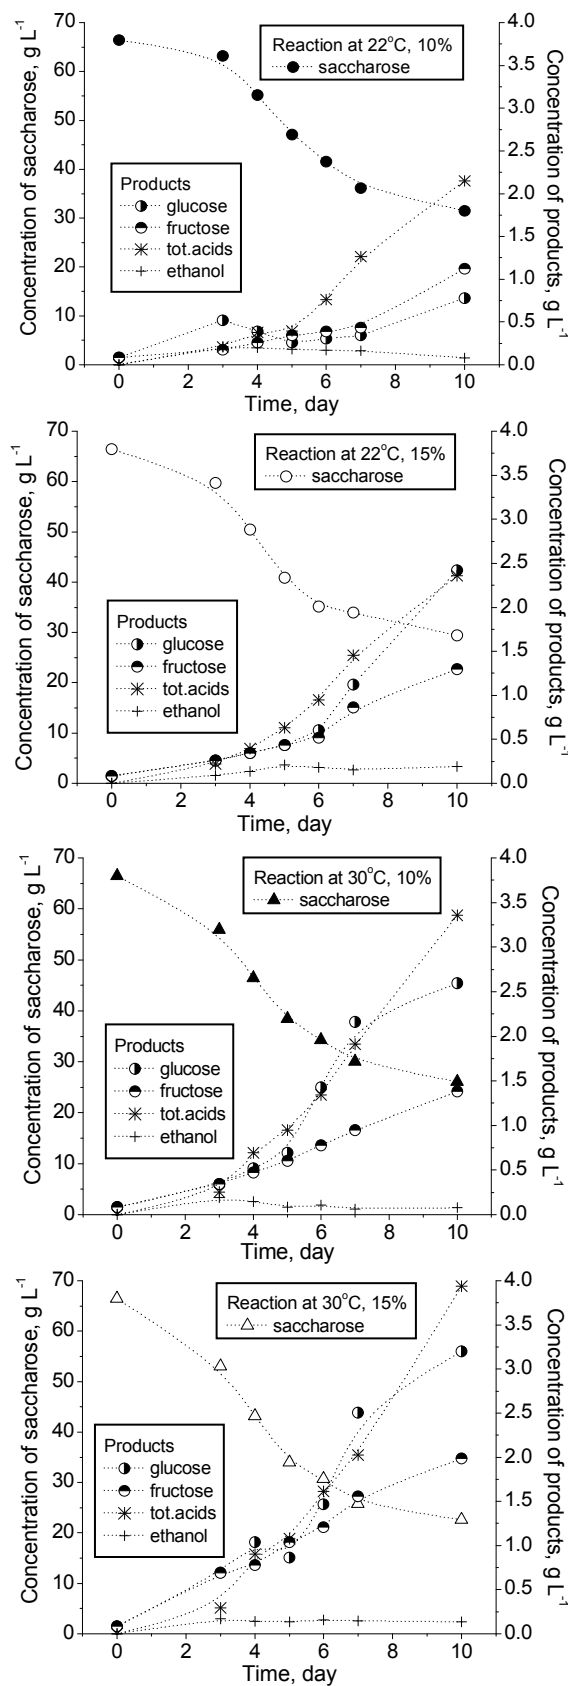 Reaction at 22°C, 10%
saccharose
Products
glucose
fructose
tot.acids
ethanol
Concentration of saccharose, g L-1
70
60
50
40
30
20
10
0
Concentration of products, g L-1
4.0
3.5
3.0
2.5
2.0
1.5
1.0
0.5
0.0
0 2 4 6 8 10
Time, day
Reaction at 22°C, 15%
saccharose
Products
glucose
fructose
tot.acids
ethanol
Concentration of saccharose, g L-1
70
60
50
40
30
20
10
0
Concentration of products, g L-1
4.0
3.5
3.0
2.5
2.0
1.5
1.0
0.5
0.0
0 2 4 6 8 10
Time, day
Reaction at 30°C, 10%
saccharose
Products
glucose
fructose
tot.acids
ethanol
Concentration of saccharose, g L-1
70
60
50
40
30
20
10
0
Concentration of products, g L-1
4.0
3.5
3.0
2.5
2.0
1.5
1.0
0.5
0.0
0 2 4 6 8 10
Time, day
Reaction at 30°C, 15%
saccharose
Products
glucose
fructose
tot.acids
ethanol
Concentration of saccharose, g L-1
70
60
50
40
30
20
10
0
Concentration of products, g L-1
4.0
3.5
3.0
2.5
2.0
1.5
1.0
0.5
0.0
0 2 4 6 8 10
Time, day